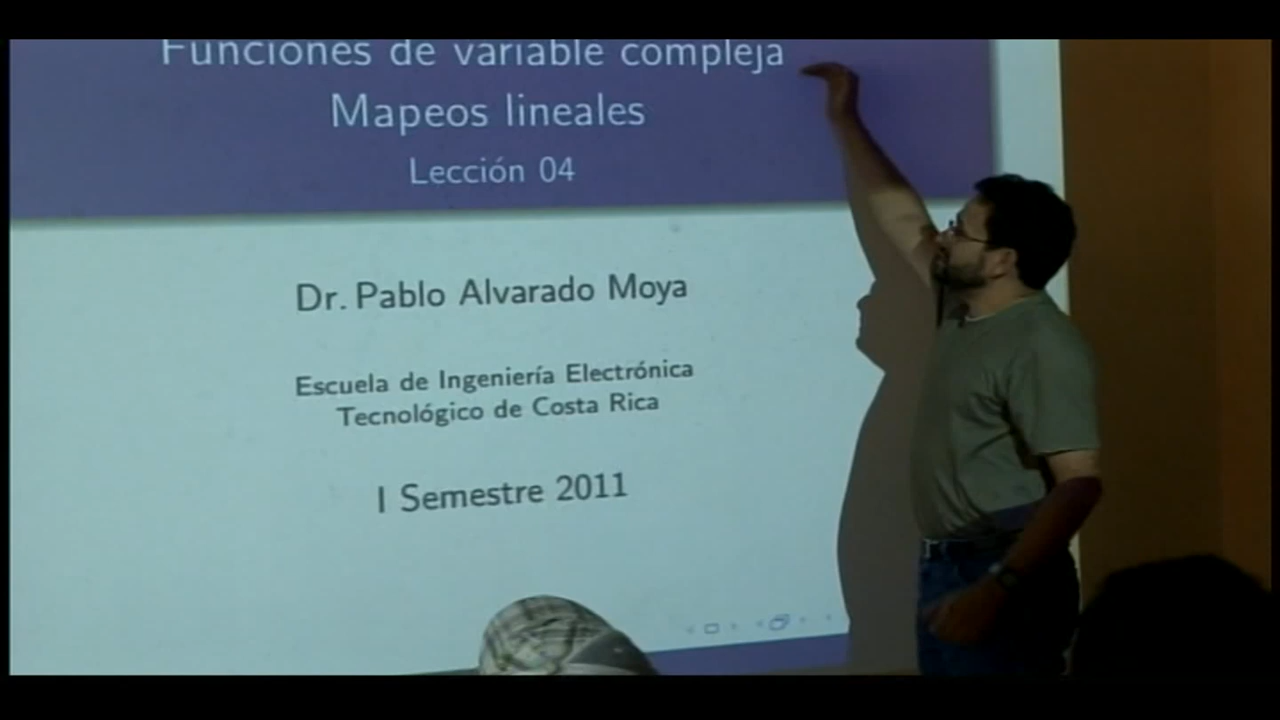 Funciones de variable compleja
Mapeos lineales
Lección 04
Dr. Pablo Alvarado Moya
Escuela de Ingeniería Electrónica
Tecnológico de Costa Rica
I Semestre 2011